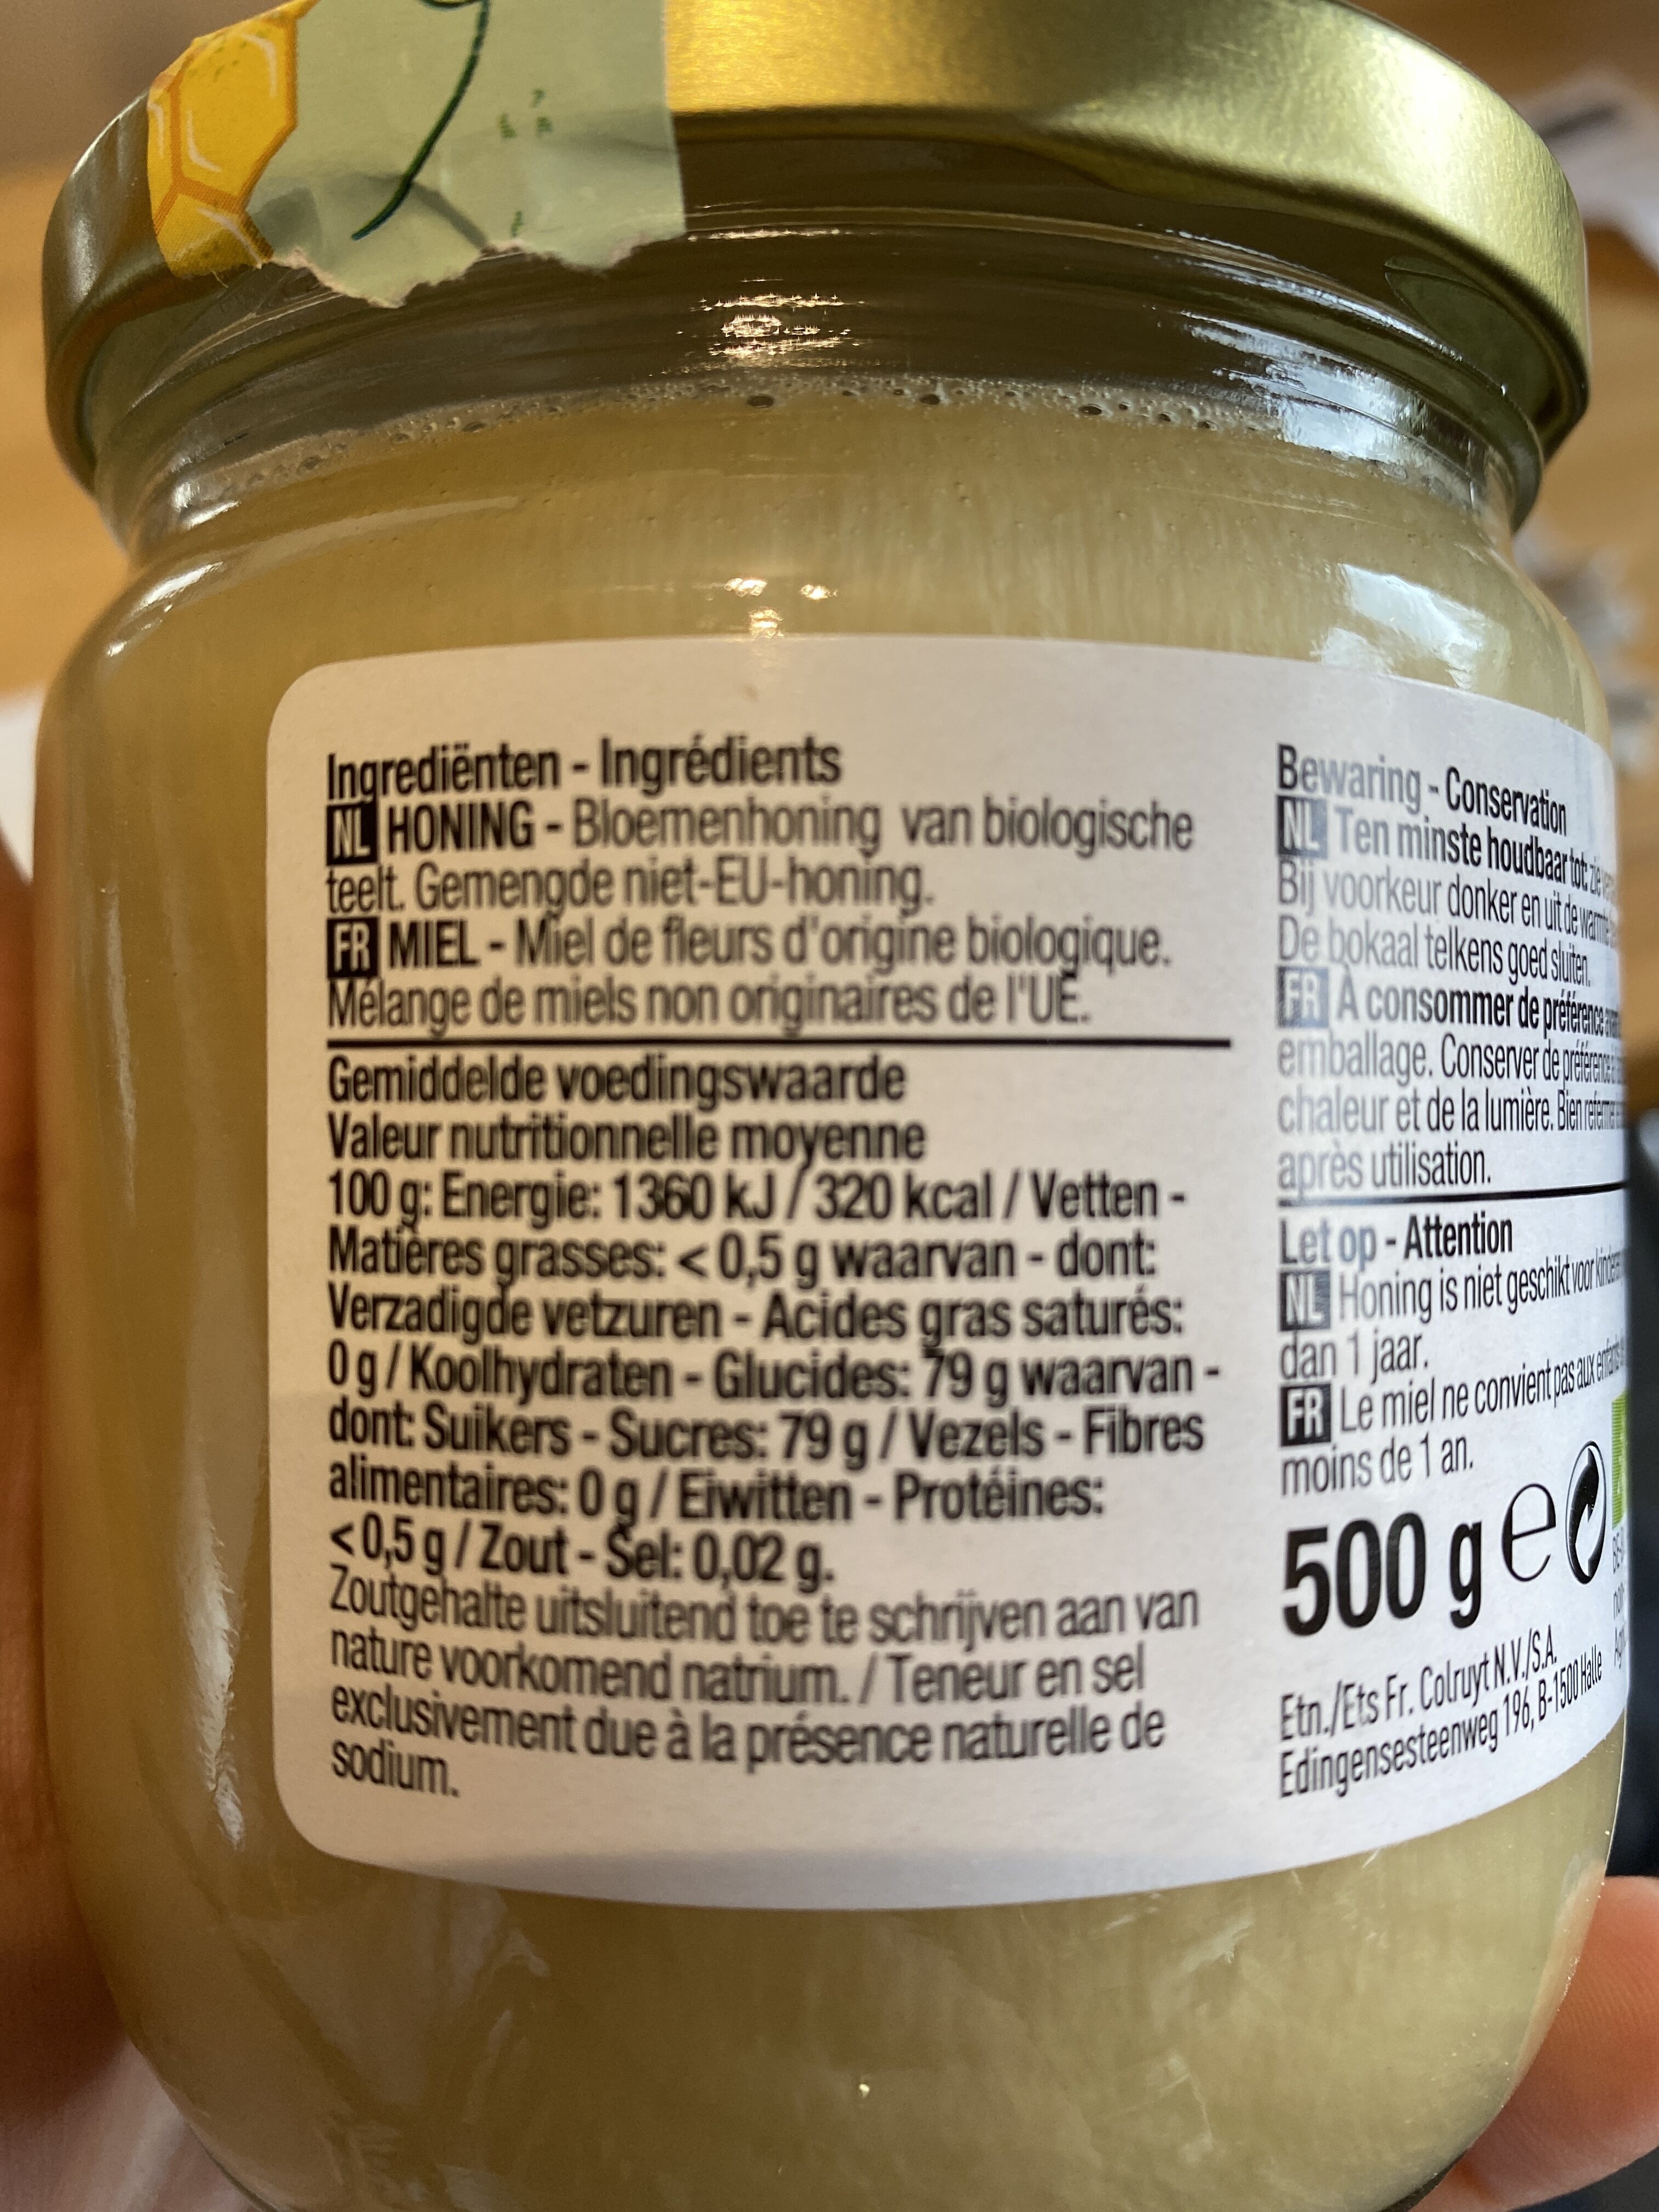 Ingrediënten - Ingrédients
NL HONING - Bloemenhoning van biologische
teelt. Gemengde niet-EU-honing.
FR MIEL - Miel de fleurs d'origine biologique.
Mélange de miels non originaires de l'UE.
Gemiddelde voedingswaarde
Valeur nutritionnelle moyenne
100 g: Energie: 1360 kJ / 320 kcal / Vetten -
Matières grasses: < 0,5 g waarvan - dont:
Verzadigde vetzuren - Acides gras saturés:
0 g / Koolhydraten - Glucides: 79 g waarvan -
dont: Suikers - Sucres: 79 g / Vezels - Fibres
alimentaires: 0 g / Eiwitten - Protéines:
< 0,5 g / Zout - Sel: 0,02 g.
Zoutgehalte uitsluitend toe te schrijven aan van
nature voorkomend natrium. / Teneur en sel
exclusivement due à la présence naturelle de
sodium.
Bewaring - Conservation
NL Ten minste houdbaar tot: zie
Bij voorkeur donker en uit de warmte
De bokaal telkens goed sluiten.
FR À consommer de préférence
emballage. Conserver de préférence
chaleur et de la lumière. Bien refermer
après utilisation.
Let op - Attention
NL Honing is niet geschikt voor kinderen
dan 1 jaar.
FR Le miel ne convient pas aux enfants
moins de 1 an.
500 g e
Etn./Ets Fr. Colruyt N.V./S.A.
Edingensesteenweg 196, B-1500 Halle